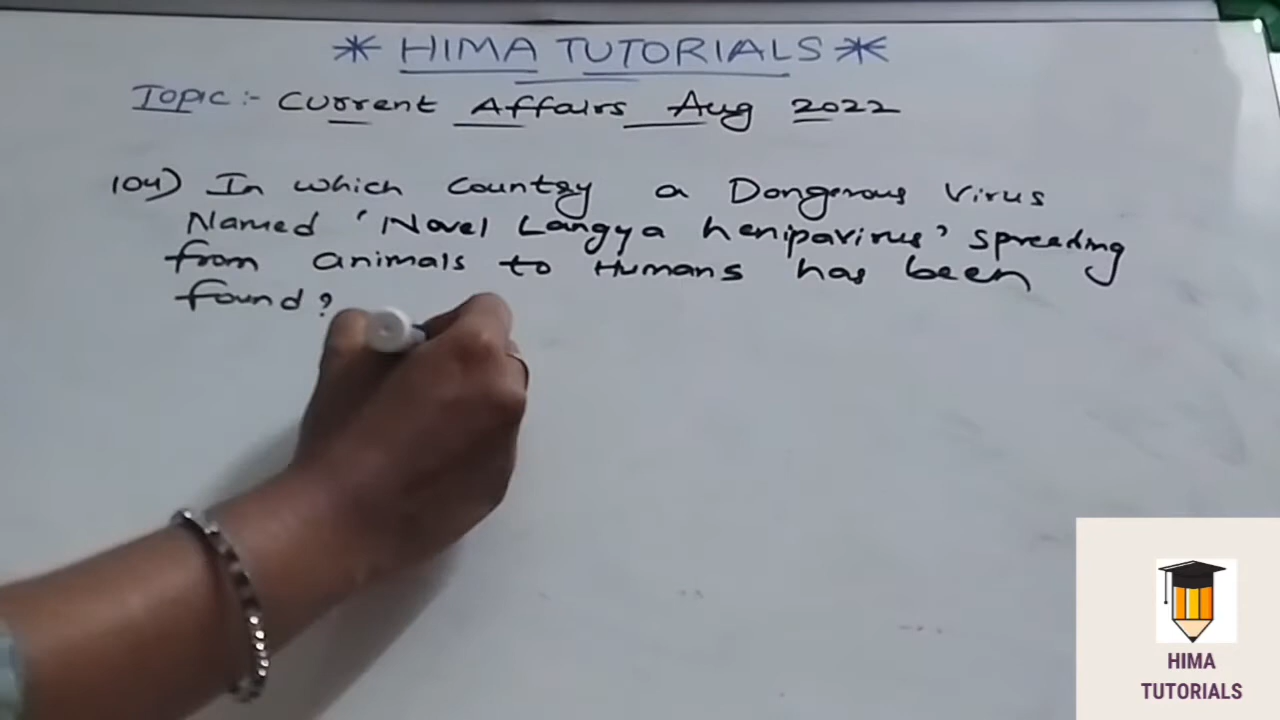 * HIMA TUTORIALS *
Topic:- Current Affairs Aug 2022
104) In which Country a Dangerous Virus
Named 'Novel Langya henipavirus' spreading
from animals to Humans has been
found?
HIMA
TUTORIALS